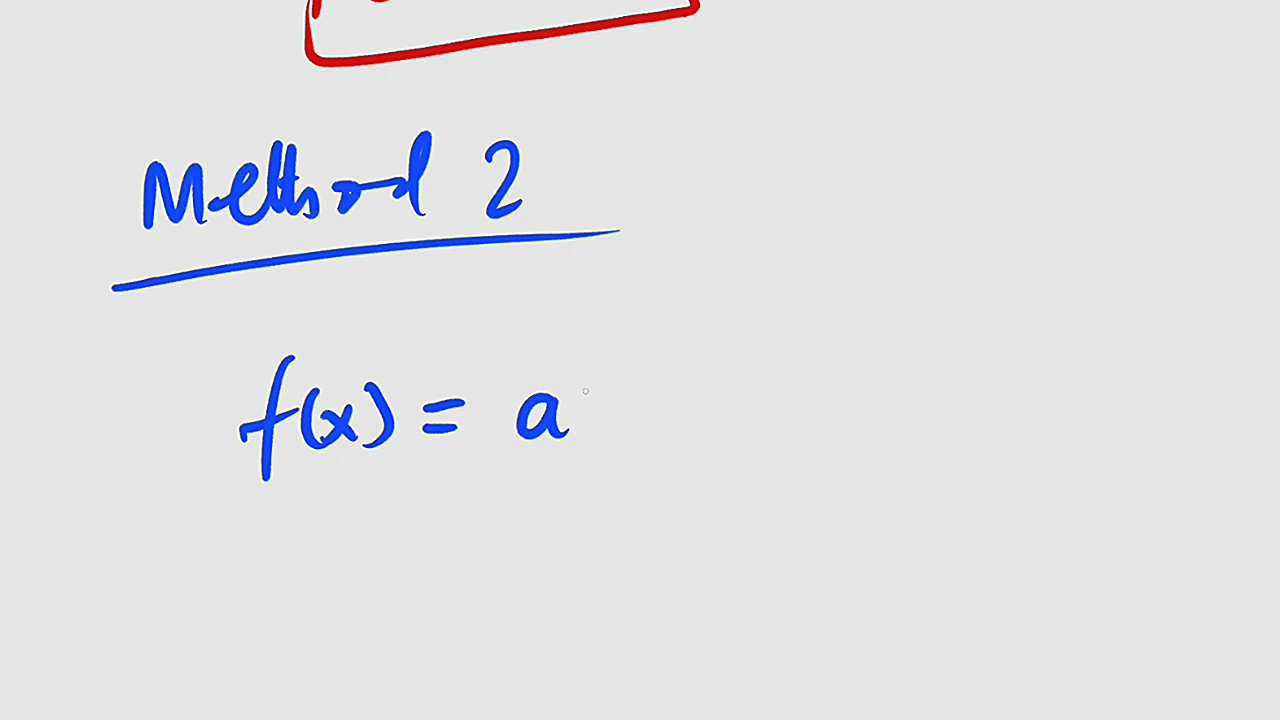 Method 2
f(x) = a